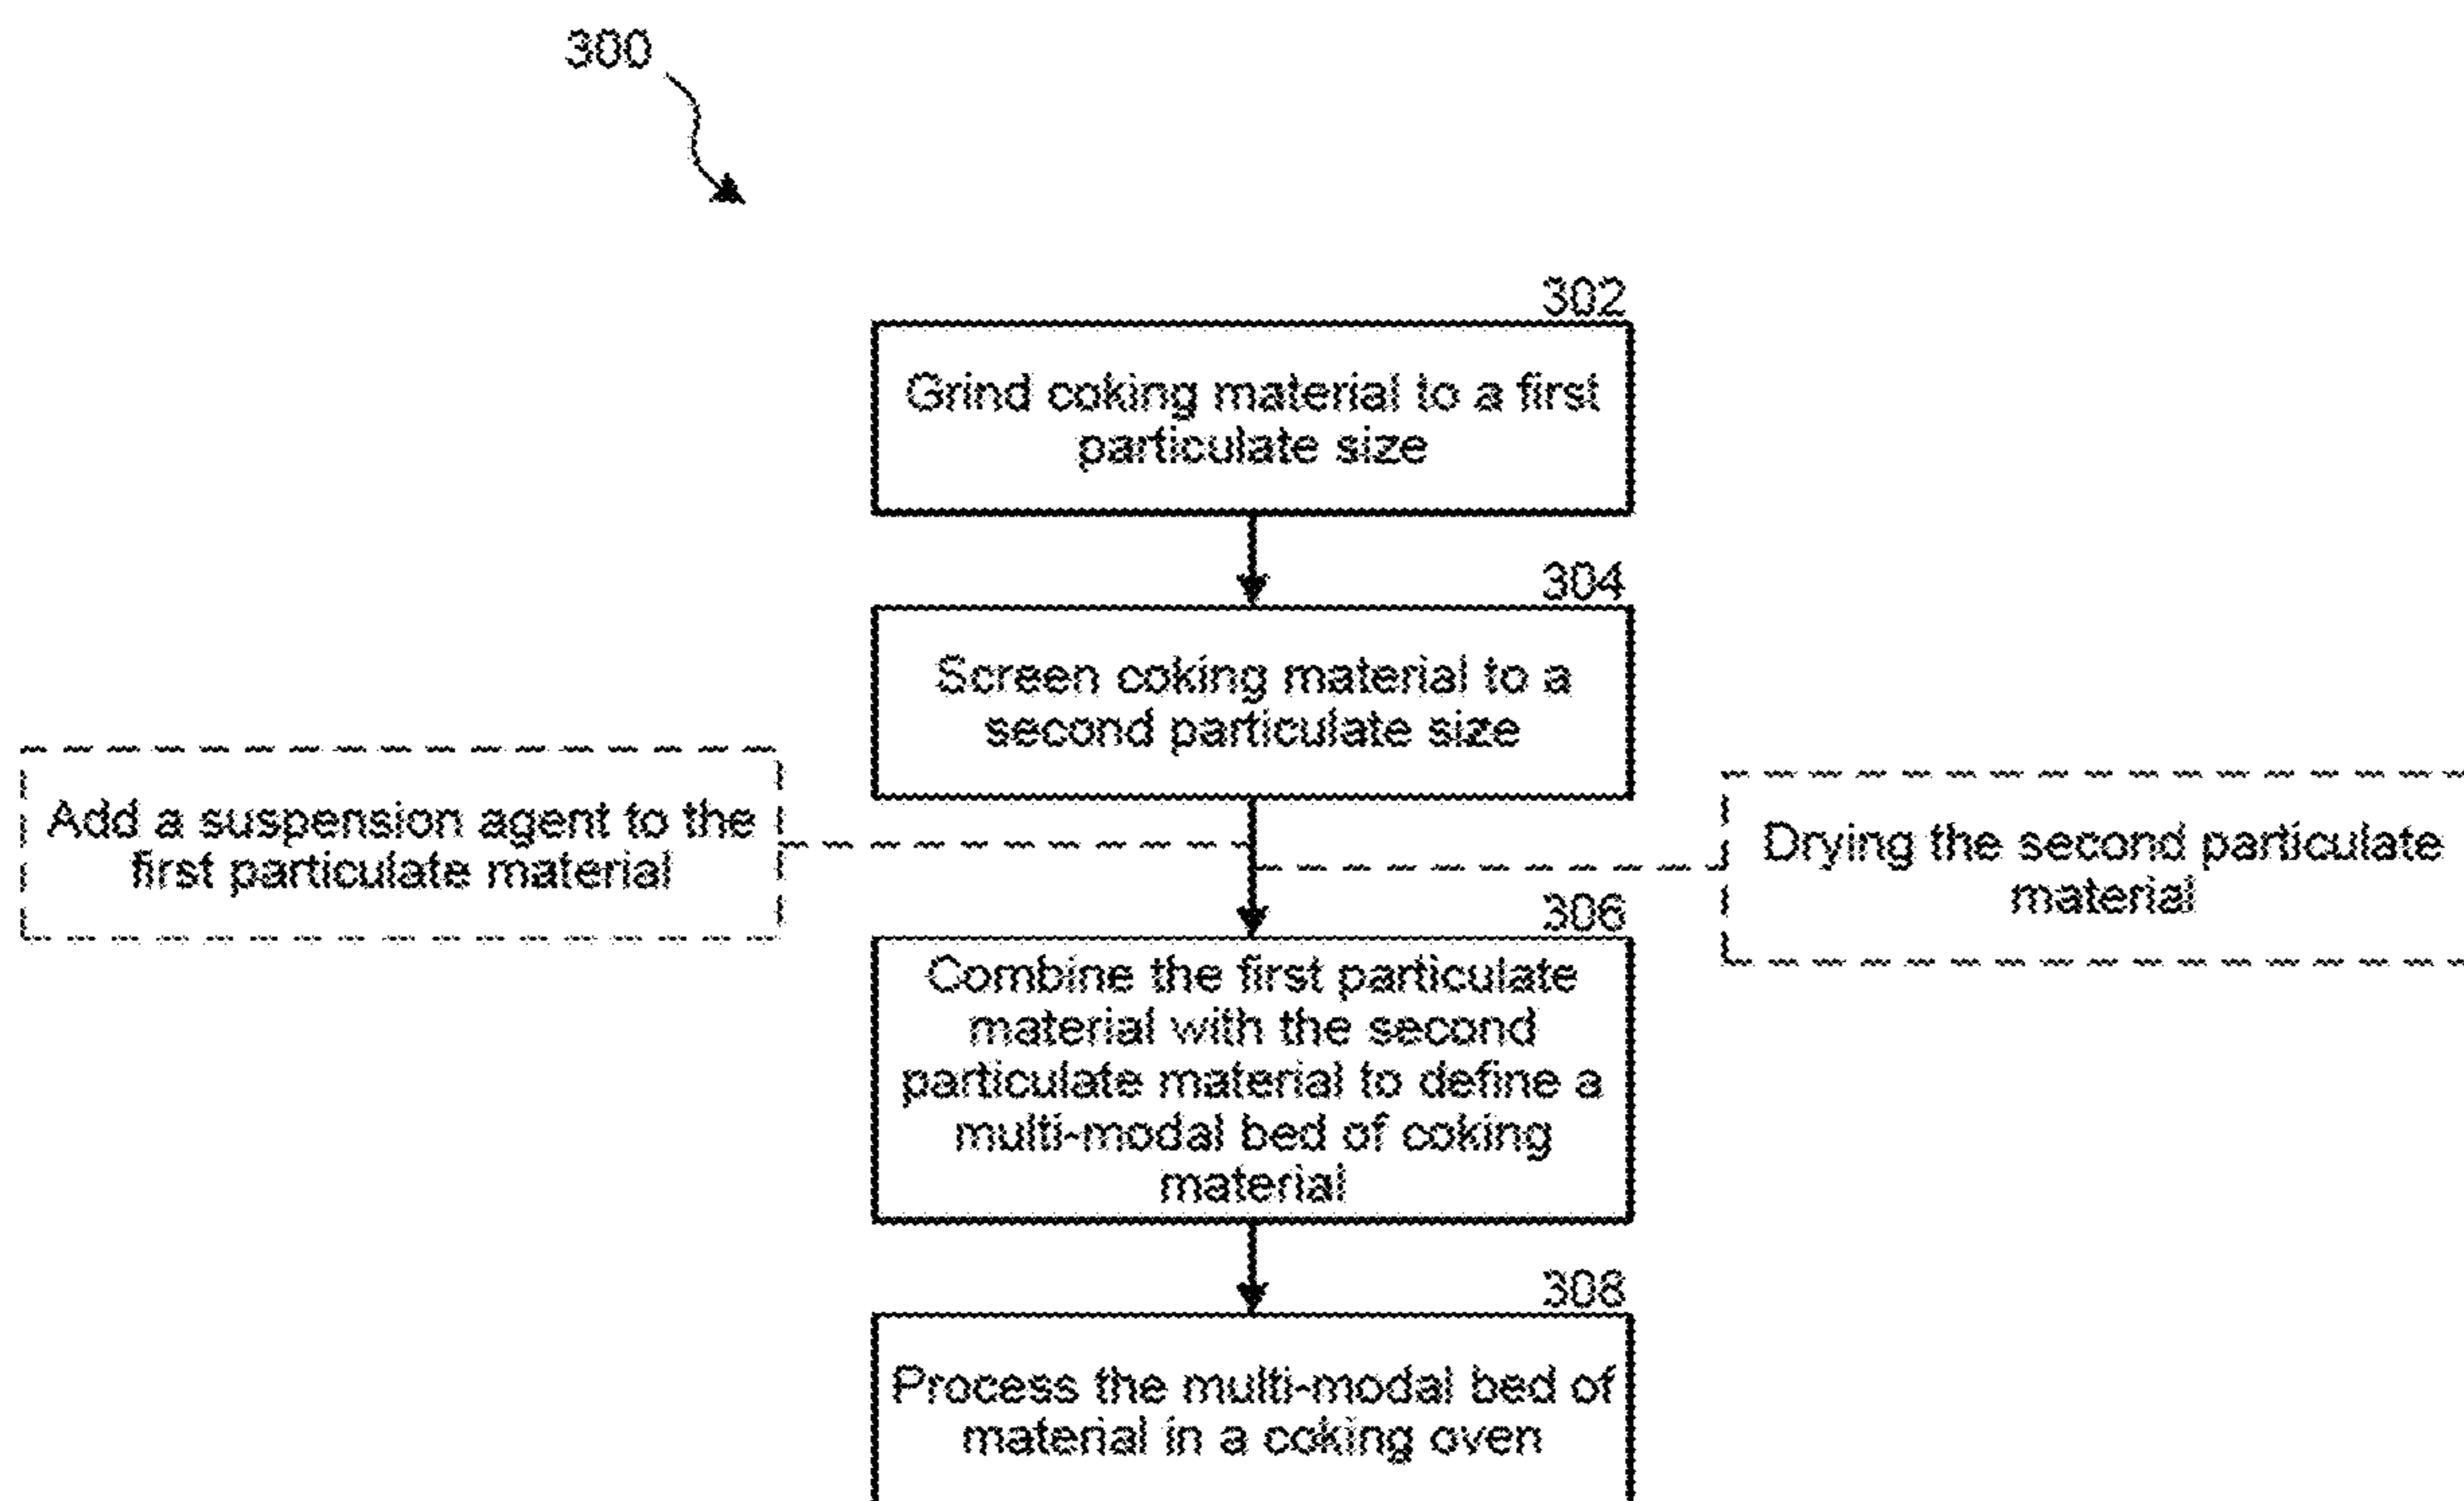 300
302
Grind coking material to a first
particulate size
304
Screen coking material to a
second particulate size
Add a suspension agent to the
first particulate material
Drying the second particulate
material
306
Combine the first particulate
material with the second
particulate material to define a
multi-modal bed of coking
material
308
Process the multi-modal bed of
material in a coking oven